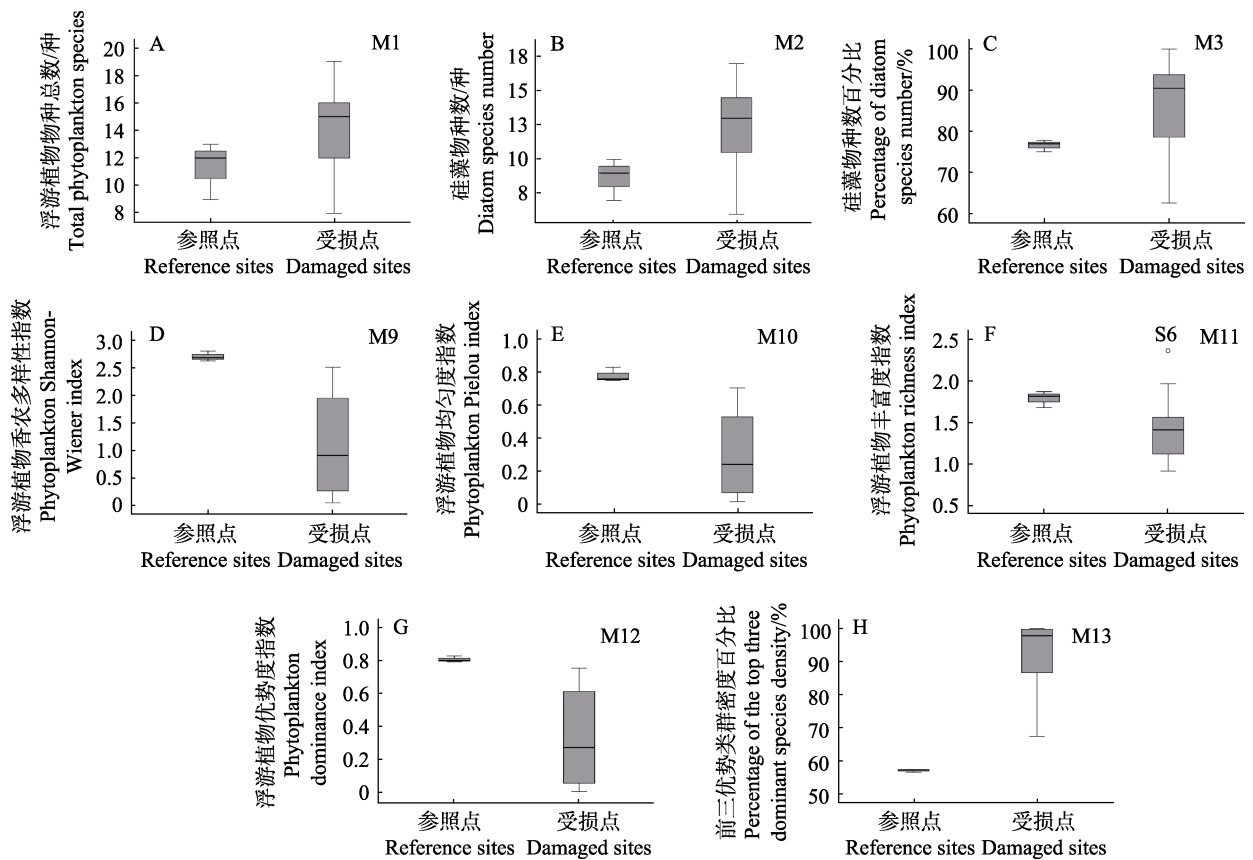 A
M1
浮游植物物种总数/种
Total phytoplankton species
20
18
16
14
12
10
8
参照点
受损点
Reference sites
Damaged sites
B
M2
硅藻物种数/种
Diatom species number
18
15
13
10
8
参照点
受损点
Reference sites
Damaged sites
C
M3
硅藻物种数百分比
Percentage of diatom
species number/%
100
90
80
70
60
参照点
受损点
Reference sites
Damaged sites
D
M9
浮游植物香农多样性指数
Phytoplankton Shannon-
Wiener index
3.0
2.5
2.0
1.5
1.0
0.5
0
参照点
受损点
Reference sites
Damaged sites
E
M10
浮游植物均匀度指数
Phytoplankton Pielou index
1.0
0.8
0.6
0.4
0.2
0
参照点
受损点
Reference sites
Damaged sites
F
S6
M11
浮游植物丰富度指数
Phytoplankton richness index
2.5
2.0
1.5
1.0
0.5
参照点
受损点
Reference sites
Damaged sites
G
M12
浮游植物优势度指数
Phytoplankton
dominance index
1.0
0.8
0.6
0.4
0.2
0
参照点
受损点
Reference sites
Damaged sites
H
M13
前三优势类群密度百分比
Percentage of the top three
dominant species density/%
100
90
80
70
60
50
参照点
受损点
Reference sites
Damaged sites